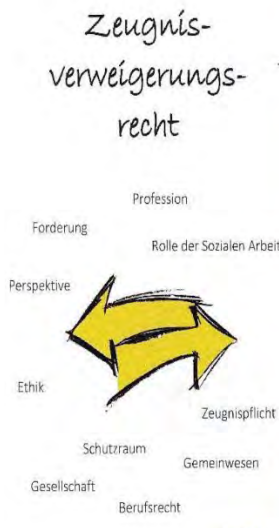 Zeugnis-
verweigerungs-
recht
Profession
Forderung
Rolle der Sozialen Arbeit
Perspektive
Ethik
Zeugnispflicht
Schutzraum
Gemeinwesen
Gesellschaft
Berufsrecht